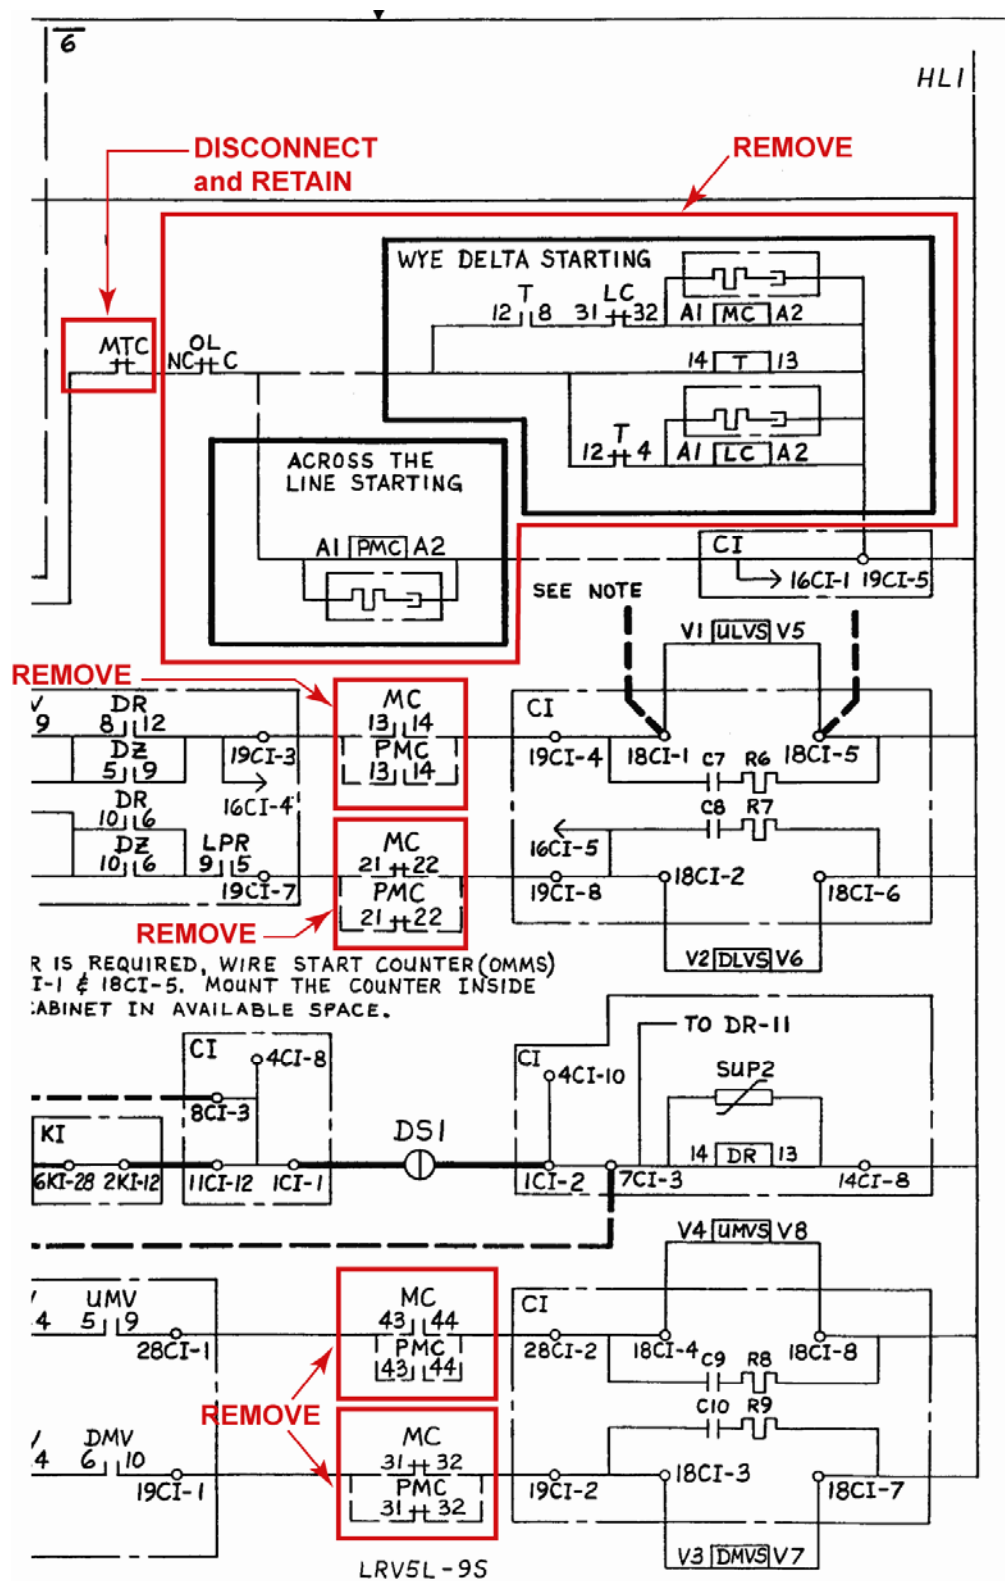 6
HL1
DISCONNECT
and RETAIN
REMOVE
WYE DELTA STARTING
T
12 8
LC
31 32
A1 MC A2
MTC
OL
NC C
14 T 13
T
12 4
A1 LC A2
ACROSS THE
LINE STARTING
A1 PMC A2
CI
16CI-1 19CI-5
SEE NOTE
V1 ULVS V5
REMOVE
V
9
DR
8 12
DZ
5 9
19CI-3
16CI-4
MC
13 14
PMC
13 14
CI
19CI-4
18CI-1
C7 R6
18CI-5
DR
10 6
DZ
10 6
LPR
9 5
19CI-7
MC
21 22
PMC
21 22
C8 R7
16CI-5
19CI-8
18CI-2
18CI-6
REMOVE
V2 DLVS V6
R IS REQUIRED, WIRE START COUNTER (OMMS)
I-1 & 18CI-5. MOUNT THE COUNTER INSIDE
CABINET IN AVAILABLE SPACE.
CI
4CI-8
8CI-3
TO DR-11
CI
4CI-10
SUP2
KI
DS1
6KI-28 2KI-12
11CI-12 1CI-1
1CI-2
7CI-3
14 DR 13
14CI-8
V4 UMVS V8
V
4
UMV
5 9
28CI-1
MC
43 44
PMC
43 44
CI
28CI-2
18CI-4
C9 R8
18CI-8
REMOVE
V
4
DMV
6 10
19CI-1
MC
31 32
PMC
31 32
C10 R9
19CI-2
18CI-3
18CI-7
V3 DMVS V7
LRV5L-9S